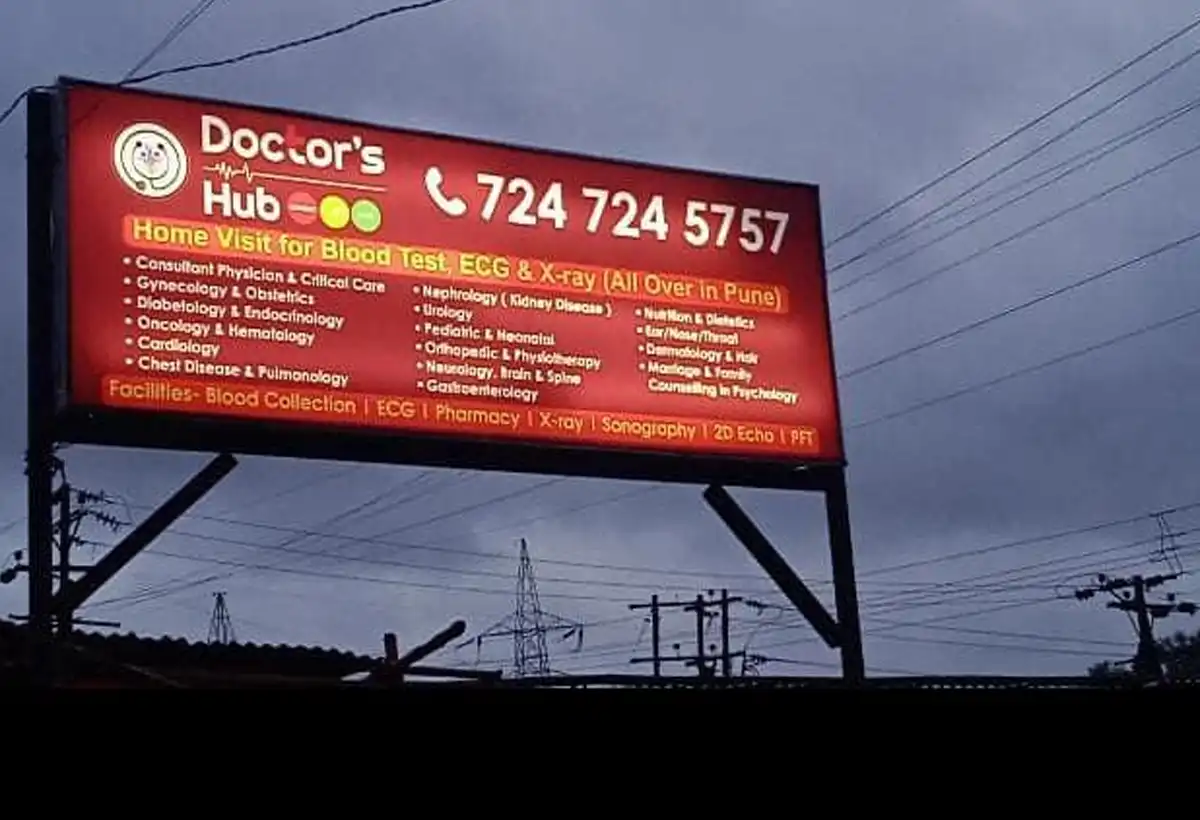 Doctor's
Hub
724 724 5757
Home Visit for Blood Test, ECG & X-ray (All Over in Pune)
• Consultant Physician & Critical Care
• Gynecology & Obstetrics
• Diabetology & Endocrinology
• Oncology & Hematology
• Cardiology
• Chest Disease & Pulmonology
• Nephrology ( Kidney Disease )
• Urology
• Pediatric & Neonatal
• Orthopedic & Physiotherapy
• Neurology, Brain & Spine
• Gastroenterology
• Nutrition & Dietetics
• Ear/Nose/Throat
• Dermatology & Hair
• Marriage & Family
Counselling in Psychology
Facilities- Blood Collection | ECG | Pharmacy | X-ray | Sonography | 2D Echo | PFT